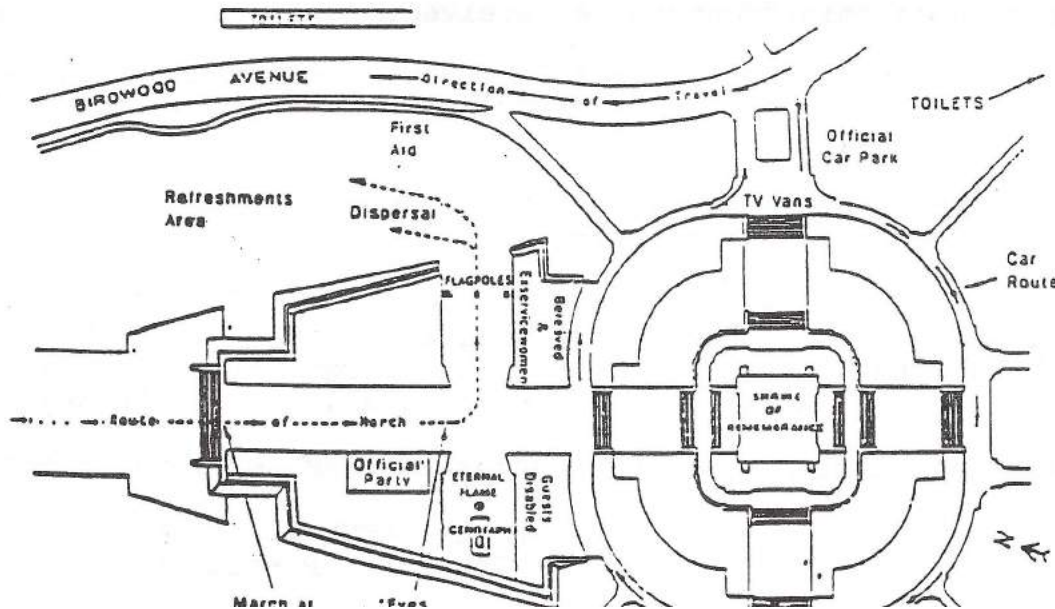 TOILETS
BIRDWOOD AVENUE
Direction of Travel
TOILETS
First
Aid
Official
Car Park
Refreshments
Area
Dispersal
TV Vans
Car
Route
FLAGPOLES
Exservicewomen
&
Bereaved
SHRINE
OF
REMEMBRANCE
Route of March
Official
Party
ETERNAL
FLAME
CENOTAPH
Guests
Disabled
N
March at
"Eyes